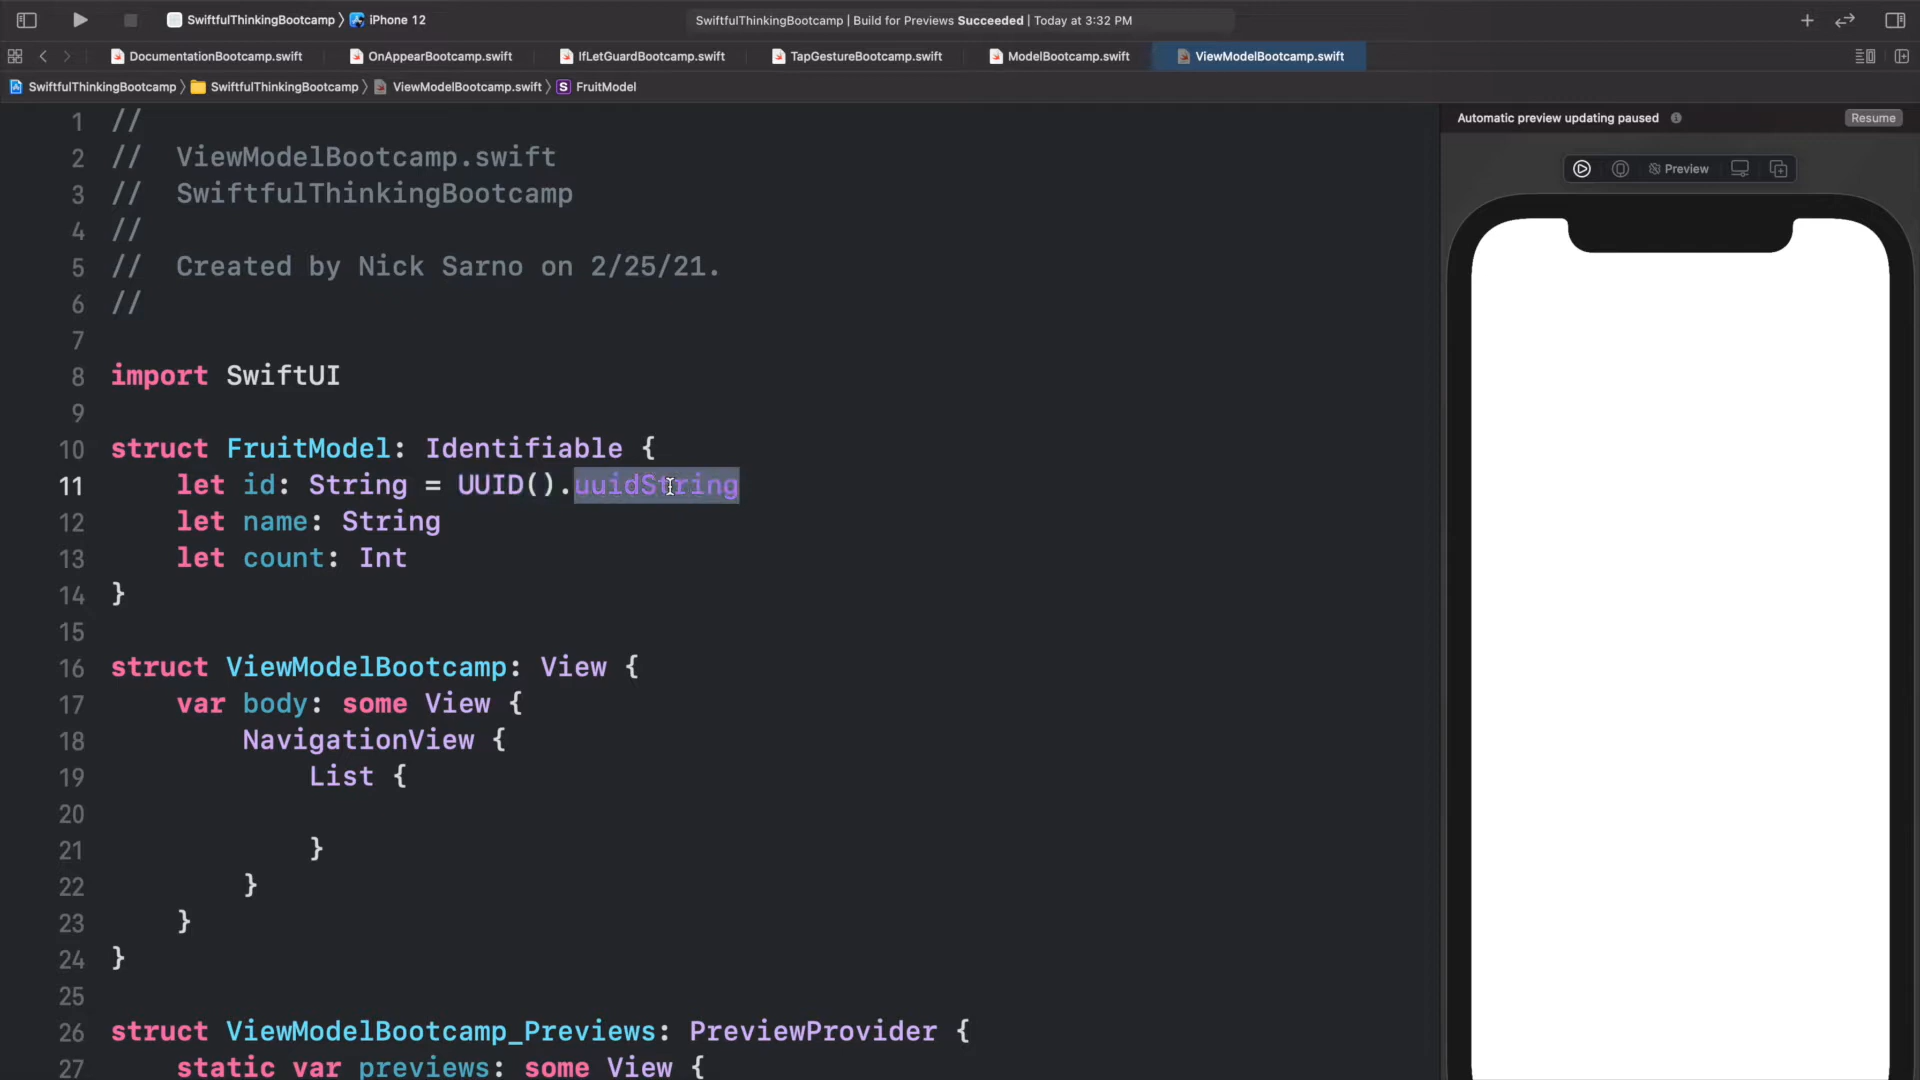 SwiftfulThinkingBootcamp 〉 iPhone 12
SwiftfulThinkingBootcamp | Build for Previews Succeeded | Today at 3:32 PM
DocumentationBootcamp.swift OnAppearBootcamp.swift IfLetGuardBootcamp.swift TapGestureBootcamp.swift ModelBootcamp.swift ViewModelBootcamp.swift
SwiftfulThinkingBootcamp 〉 SwiftfulThinkingBootcamp 〉 ViewModelBootcamp.swift 〉 S FruitModel
Automatic preview updating paused Resume
Preview
1 //
2 //  ViewModelBootcamp.swift
3 //  SwiftfulThinkingBootcamp
4 //
5 //  Created by Nick Sarno on 2/25/21.
6 //
7
8 import SwiftUI
9
10 struct FruitModel: Identifiable {
11     let id: String = UUID().uuidString
12     let name: String
13     let count: Int
14 }
15
16 struct ViewModelBootcamp: View {
17     var body: some View {
18         NavigationView {
19             List {
20
21             }
22         }
23     }
24 }
25
26 struct ViewModelBootcamp_Previews: PreviewProvider {
27     static var previews: some View {